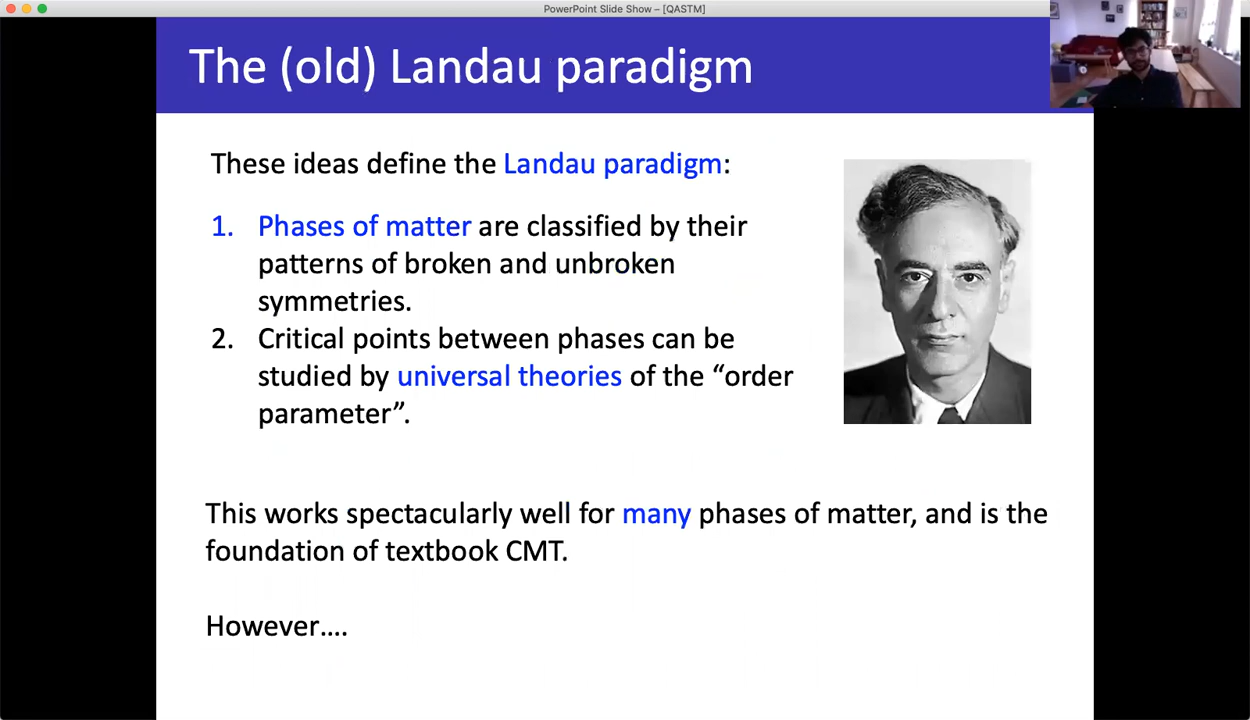 PowerPoint Slide Show – [QASTM]
The (old) Landau paradigm
These ideas define the Landau paradigm:
1. Phases of matter are classified by their
patterns of broken and unbroken
symmetries.
2. Critical points between phases can be
studied by universal theories of the “order
parameter”.
This works spectacularly well for many phases of matter, and is the
foundation of textbook CMT.
However....